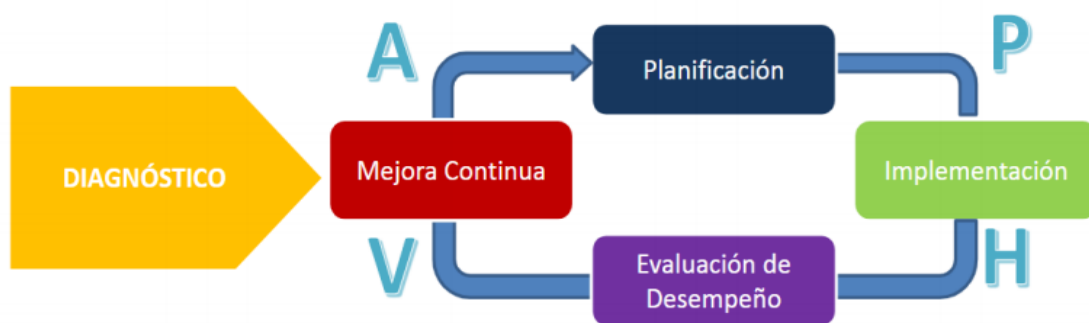 A
P
Planificación
DIAGNÓSTICO
Mejora Continua
Implementación
V
H
Evaluación de
Desempeño